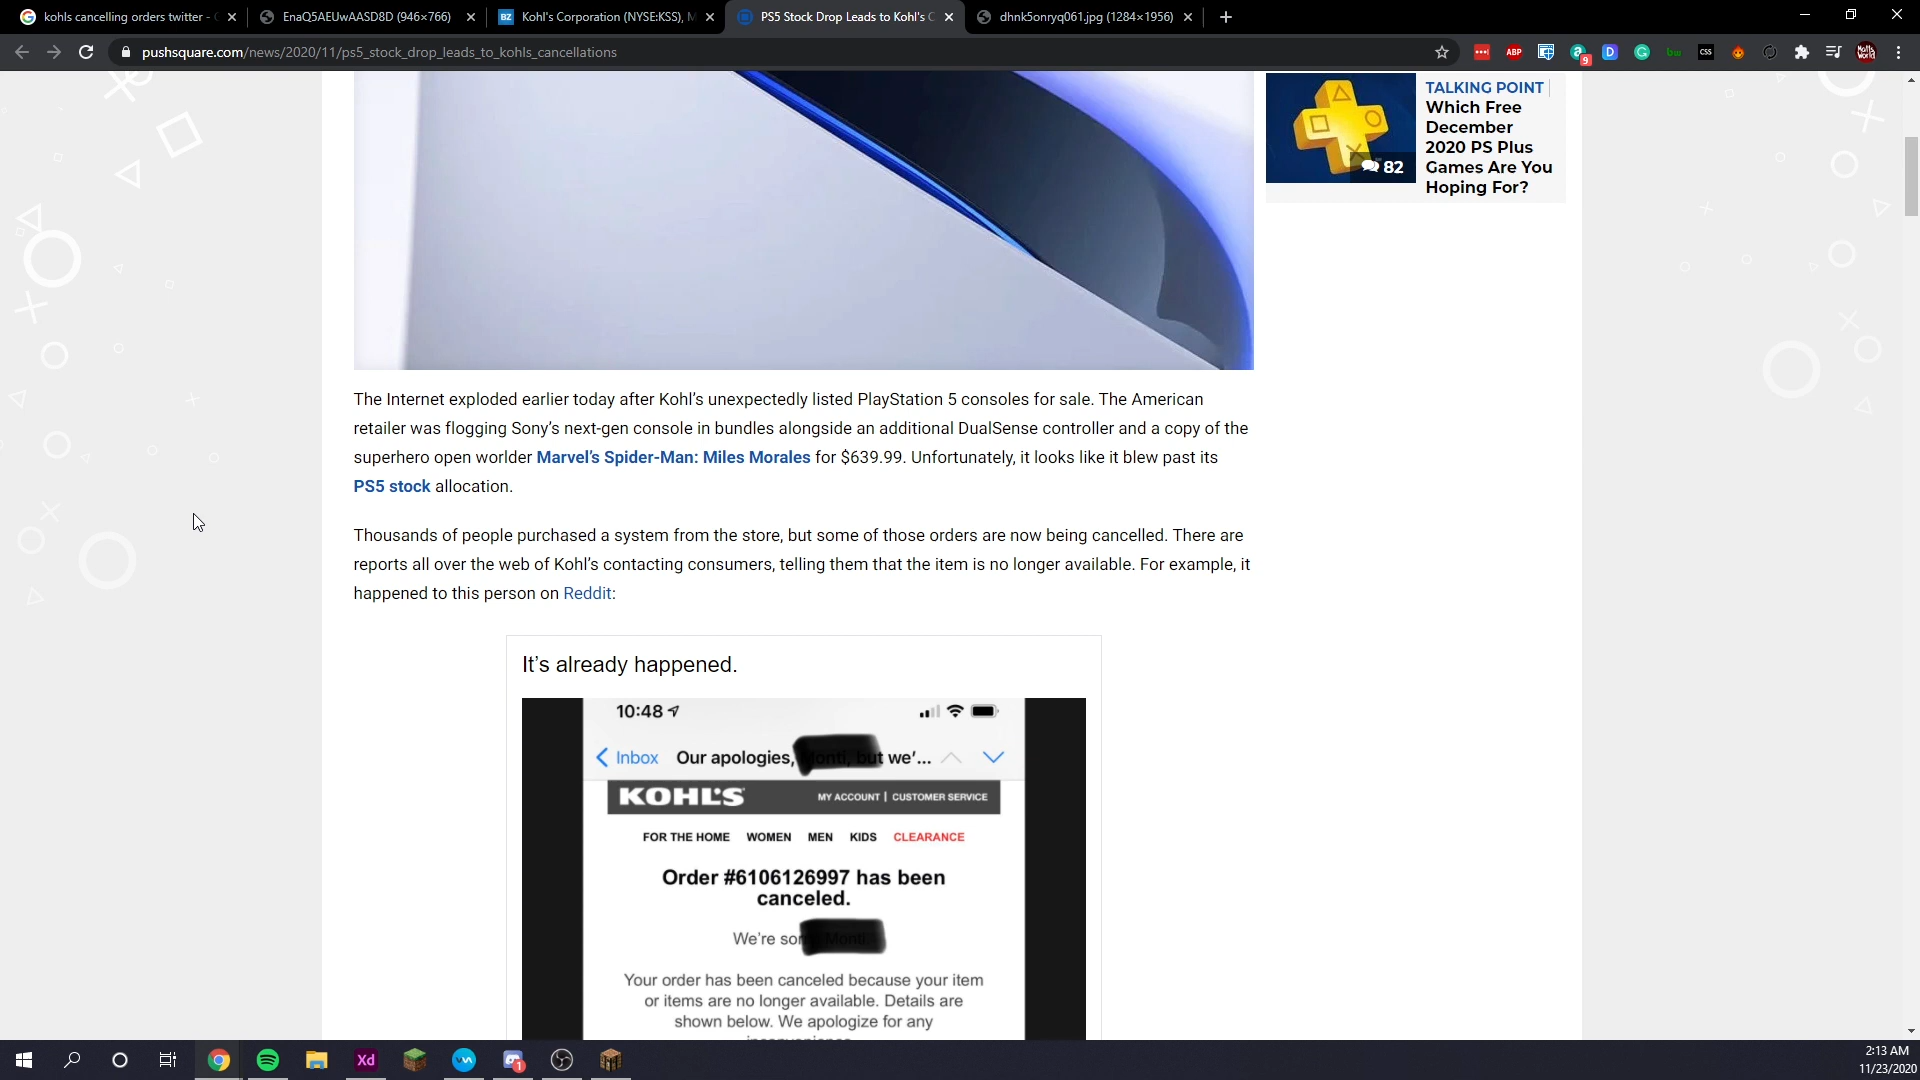 kohls cancelling orders twitter -
EnaQ5AEUwAASD8D (946×766)
BZ
Kohl's Corporation (NYSE:KSS), M
PS5 Stock Drop Leads to Kohl's C
dhnk5onryq061.jpg (1284×1956)
pushsquare.com/news/2020/11/ps5_stock_drop_leads_to_kohls_cancellations
ABP
9
D
bw
CSS
82
TALKING POINT
Which Free
December
2020 PS Plus
Games Are You
Hoping For?
The Internet exploded earlier today after Kohl’s unexpectedly listed PlayStation 5 consoles for sale. The American
retailer was flogging Sony’s next-gen console in bundles alongside an additional DualSense controller and a copy of the
superhero open worlder Marvel’s Spider-Man: Miles Morales for $639.99. Unfortunately, it looks like it blew past its
PS5 stock allocation.
Thousands of people purchased a system from the store, but some of those orders are now being cancelled. There are
reports all over the web of Kohl’s contacting consumers, telling them that the item is no longer available. For example, it
happened to this person on Reddit:
It’s already happened.
10:48
Inbox
Our apologies, but we’...
KOHL'S
MY ACCOUNT | CUSTOMER SERVICE
FOR THE HOME WOMEN MEN KIDS CLEARANCE
Order #6106126997 has been
canceled.
We’re
Your order has been canceled because your item
or items are no longer available. Details are
shown below. We apologize for any
Xd
1
2:13 AM
11/23/2020